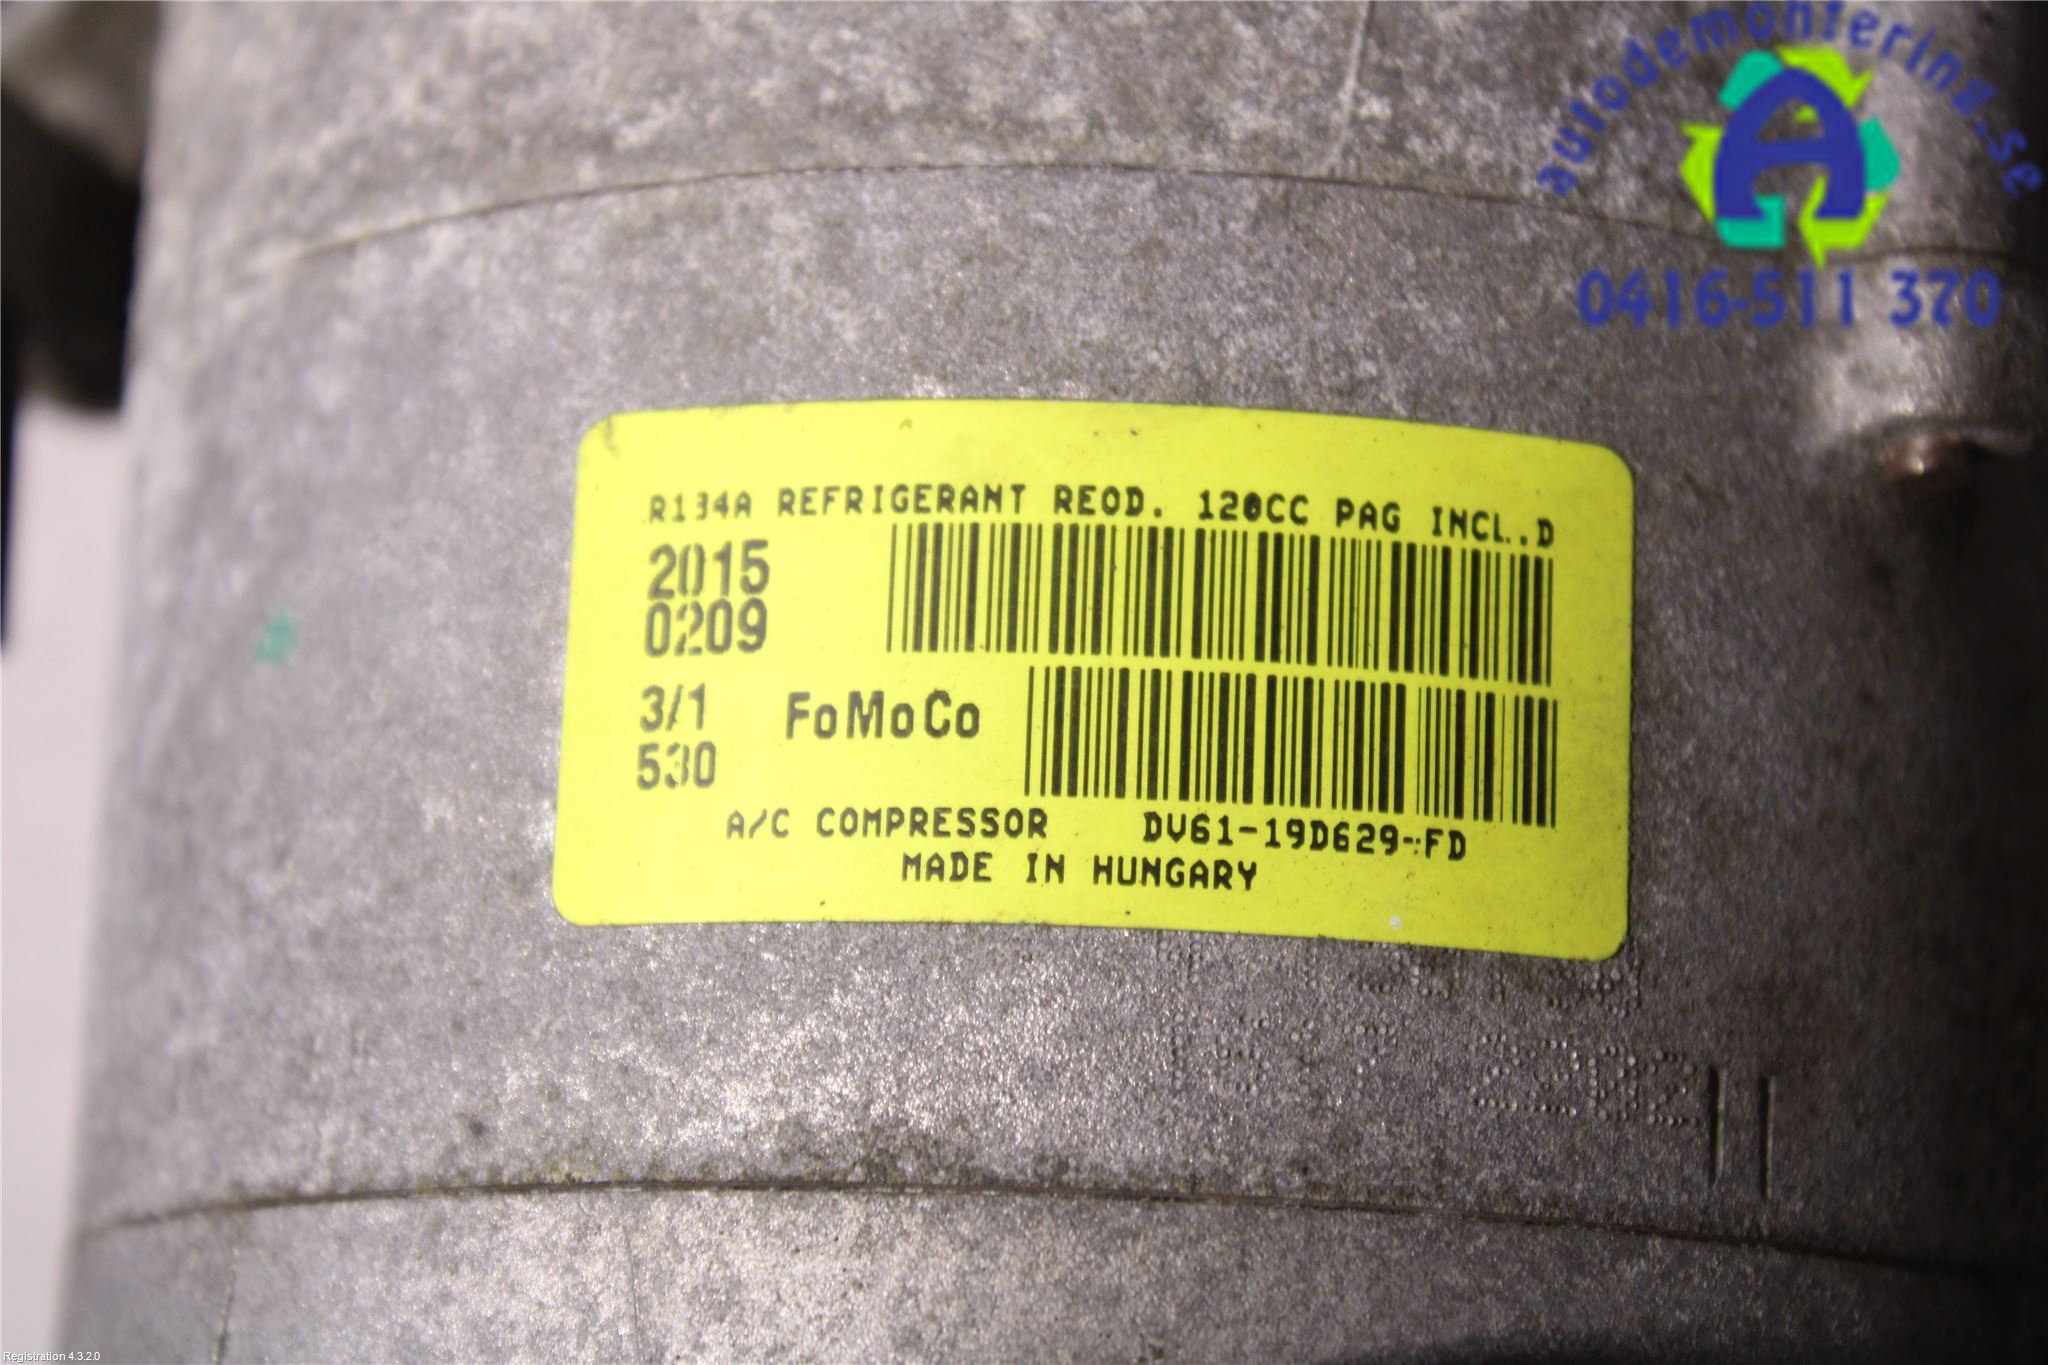 autodemontering.se
0416-511 370
R134A REFRIGERANT REOD. 120CC PAG INCL..D
2015
0209
3/1 FoMoCo
530
A/C COMPRESSOR DV61-19D629-FD
MADE IN HUNGARY
Registration 4.3.2.0